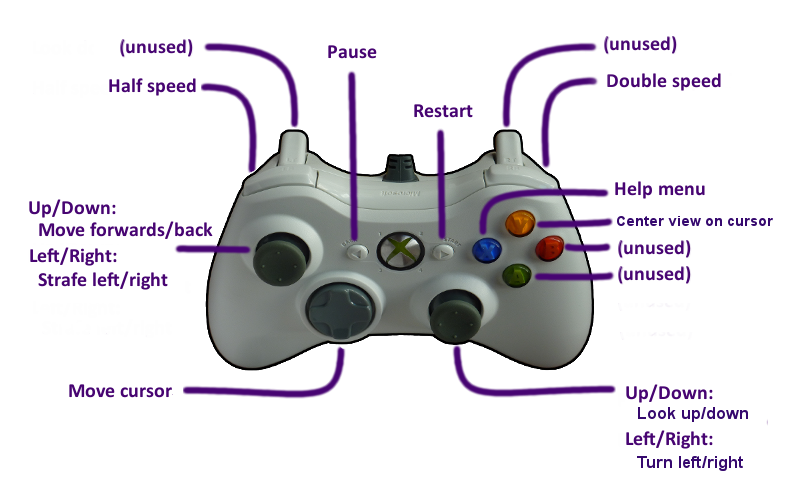 (unused)
Pause
(unused)
Half speed
Double speed
Restart
Help menu
Up/Down:
Move forwards/back
Left/Right:
Strafe left/right
Center view on cursor
(unused)
(unused)
Move cursor
Up/Down:
Look up/down
Left/Right:
Turn left/right